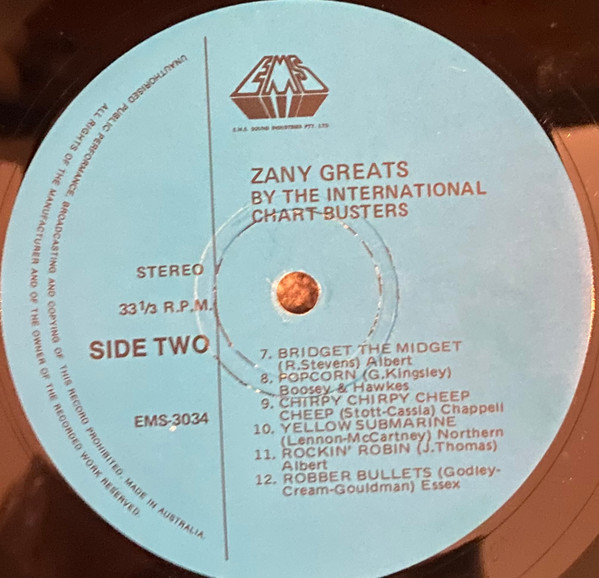 EMS
E.M.S. SOUND INDUSTRIES PTY. LTD
ZANY GREATS
BY THE INTERNATIONAL
CHART BUSTERS
STEREO
33 1/3 R.P.M.
SIDE TWO
EMS-3034
7. BRIDGET THE MIDGET
(R.Stevens) Albert
8. POPCORN (G.Kingsley)
Boosey & Hawkes
9. CHIRPY CHIRPY CHEEP
CHEEP (Stott-Cassia) Chappell
10. YELLOW SUBMARINE
(Lennon-McCartney) Northern
11. ROCKIN' ROBIN (J.Thomas)
Albert
12. ROBBER BULLETS (Godley-
Cream-Gouldman) Essex
UNAUTHORISED PUBLIC PERFORMANCE, BROADCASTING AND COPYING OF THIS RECORD PROHIBITED. MADE IN AUSTRALIA.
ALL RIGHTS OF THE MANUFACTURER AND OF THE OWNER OF THE RECORDED WORK RESERVED.